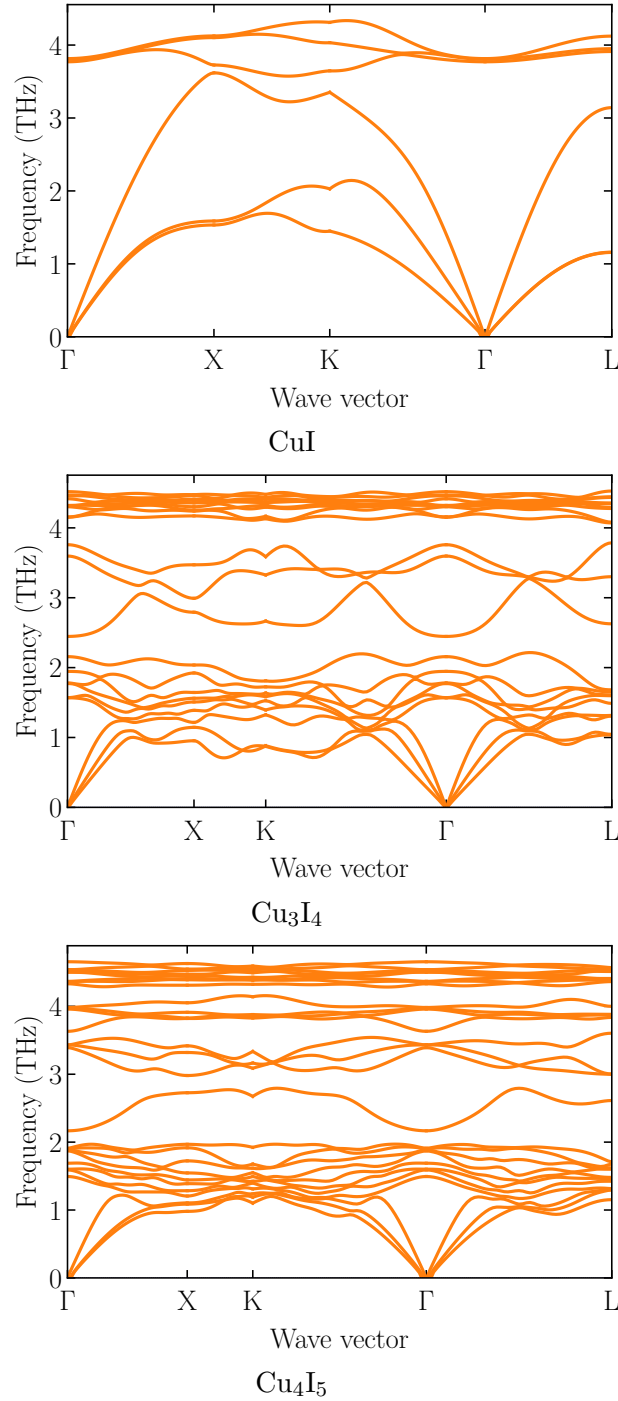 4
3
2
1
0
Frequency (THz)
Γ X K Γ L
Wave vector
CuI
4
3
2
1
0
Frequency (THz)
Γ X K Γ L
Wave vector
Cu₃I₄
4
3
2
1
0
Frequency (THz)
Γ X K Γ L
Wave vector
Cu₄I₅